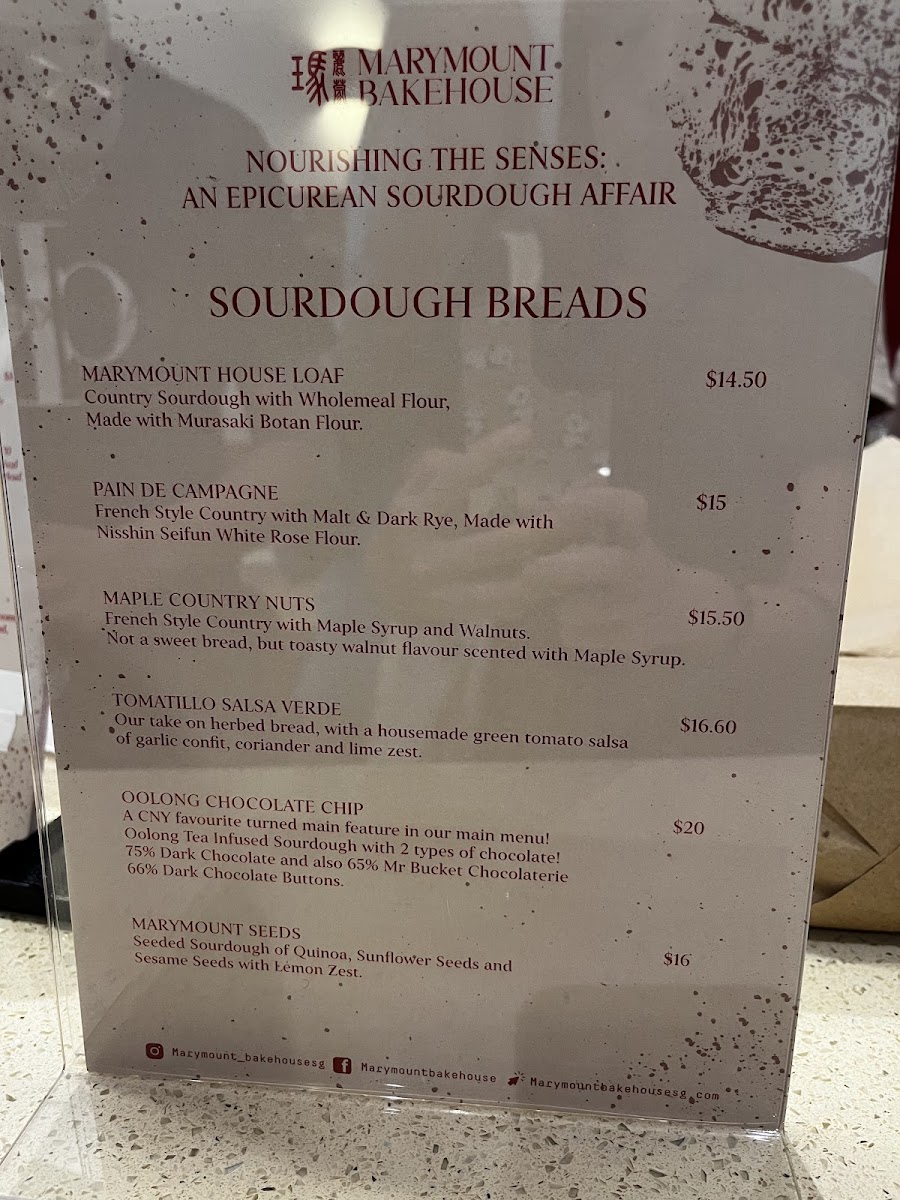 瑪麗蒙 MARYMOUNT
BAKEHOUSE
NOURISHING THE SENSES:
AN EPICUREAN SOURDOUGH AFFAIR
SOURDOUGH BREADS
MARYMOUNT HOUSE LOAF $14.50
Country Sourdough with Wholemeal Flour,
Made with Murasaki Botan Flour.
PAIN DE CAMPAGNE $15
French Style Country with Malt & Dark Rye, Made with
Nisshin Seifun White Rose Flour.
MAPLE COUNTRY NUTS $15.50
French Style Country with Maple Syrup and Walnuts.
Not a sweet bread, but toasty walnut flavour scented with Maple Syrup.
TOMATILLO SALSA VERDE $16.60
Our take on herbed bread, with a housemade green tomato salsa
of garlic confit, coriander and lime zest.
OOLONG CHOCOLATE CHIP $20
A CNY favourite turned main feature in our main menu!
Oolong Tea Infused Sourdough with 2 types of chocolate!
75% Dark Chocolate and also 65% Mr Bucket Chocolaterie
66% Dark Chocolate Buttons.
MARYMOUNT SEEDS $16
Seeded Sourdough of Quinoa, Sunflower Seeds and
Sesame Seeds with Lemon Zest.
Marymount_bakehousesg Marymountbakehouse Marymountbakehousesg.com